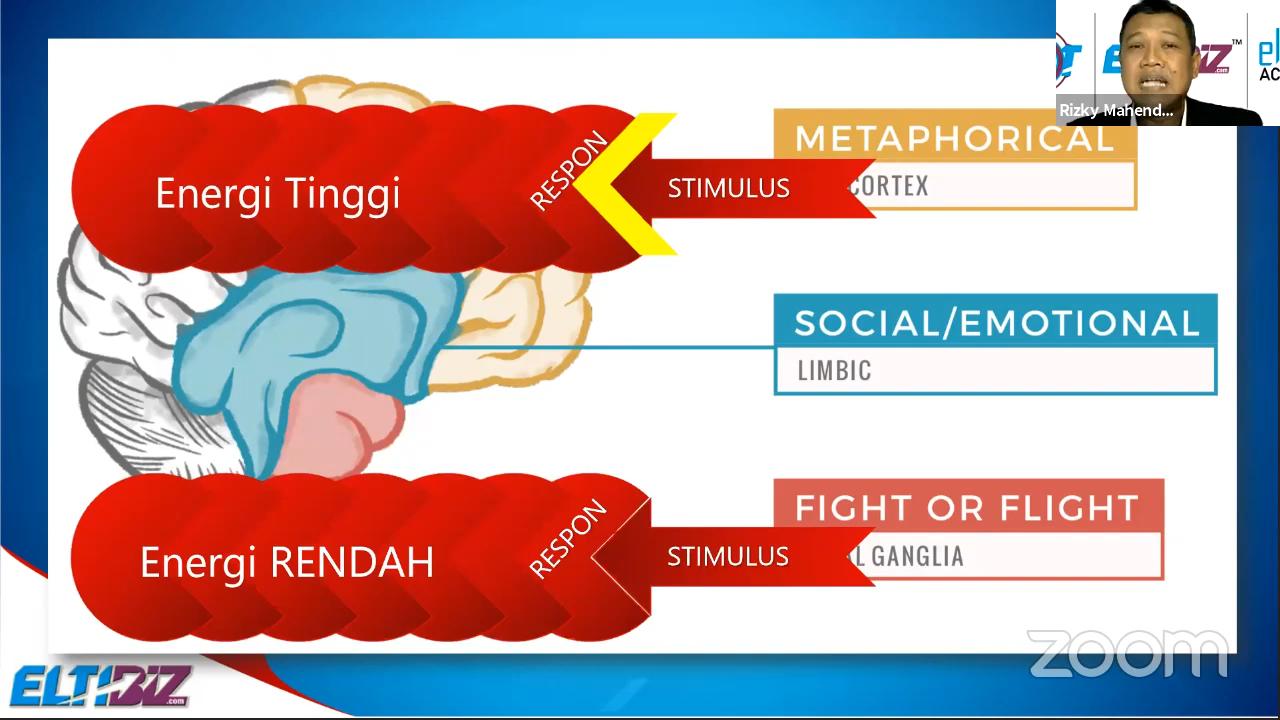 Rizky Mahend...
METAPHORICAL
CORTEX
Energi Tinggi
RESPON
STIMULUS
SOCIAL/EMOTIONAL
LIMBIC
FIGHT OR FLIGHT
L GANGLIA
Energi RENDAH
RESPON
STIMULUS
zoom
ELTIBIZ
.com